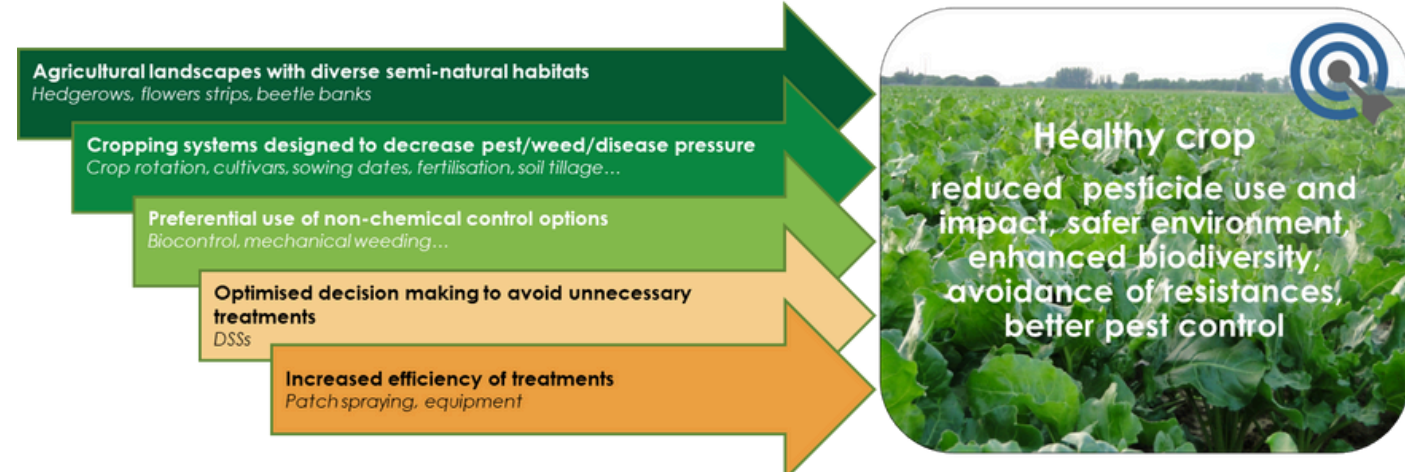 Agricultural landscapes with diverse semi-natural habitats
Hedgerows, flowers strips, beetle banks
Cropping systems designed to decrease pest/weed/disease pressure
Crop rotation, cultivars, sowing dates, fertilisation, soil tillage...
Preferential use of non-chemical control options
Biocontrol, mechanical weeding...
Optimised decision making to avoid unnecessary
treatments
DSSs
Increased efficiency of treatments
Patch spraying, equipment
Healthy crop
reduced pesticide use and
impact, safer environment,
enhanced biodiversity,
avoidance of resistances,
better pest control